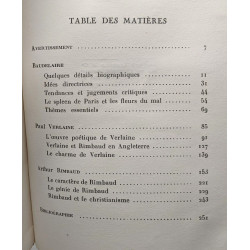 TABLE DES MATIÈRES
AVERTISSEMENT 7
BAUDELAIRE
Quelques détails biographiques 11
Idées directrices 31
Tendances et jugements critiques 44
Le spleen de Paris et les fleurs du mal 54
Thèmes essentiels 69
PAUL VERLAINE 85
L'œuvre poétique de Verlaine 97
Verlaine et Rimbaud en Angleterre 127
Le charme de Verlaine 139
ARTHUR RIMBAUD 153
Le caractère de Rimbaud 201
Le génie de Rimbaud 209
Rimbaud et le christianisme 243
BIBLIOGRAPHIE 261